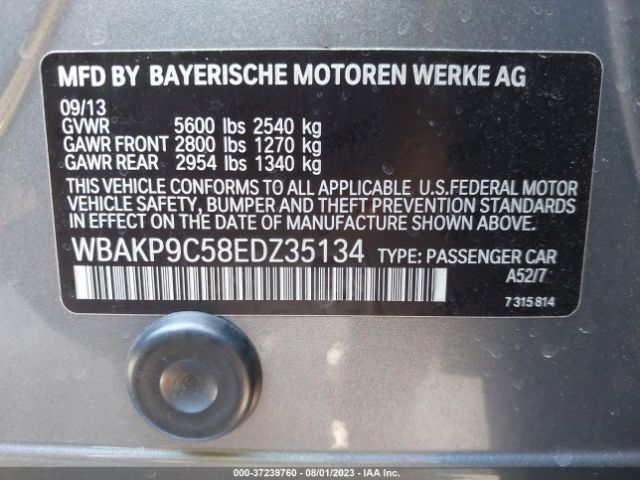 MFD BY BAYERISCHE MOTOREN WERKE AG
09/13
GVWR 5600 lbs 2540 kg
GAWR FRONT 2800 lbs 1270 kg
GAWR REAR 2954 lbs 1340 kg
THIS VEHICLE CONFORMS TO ALL APPLICABLE U.S.FEDERAL MOTOR
VEHICLE SAFETY, BUMPER AND THEFT PREVENTION STANDARDS
IN EFFECT ON THE DATE OF MANUFACTURE SHOWN ABOVE.
WBAKP9C58EDZ35134 TYPE: PASSENGER CAR
A52/7
7 315 814
000-37239760 - 08/01/2023 - IAA Inc.